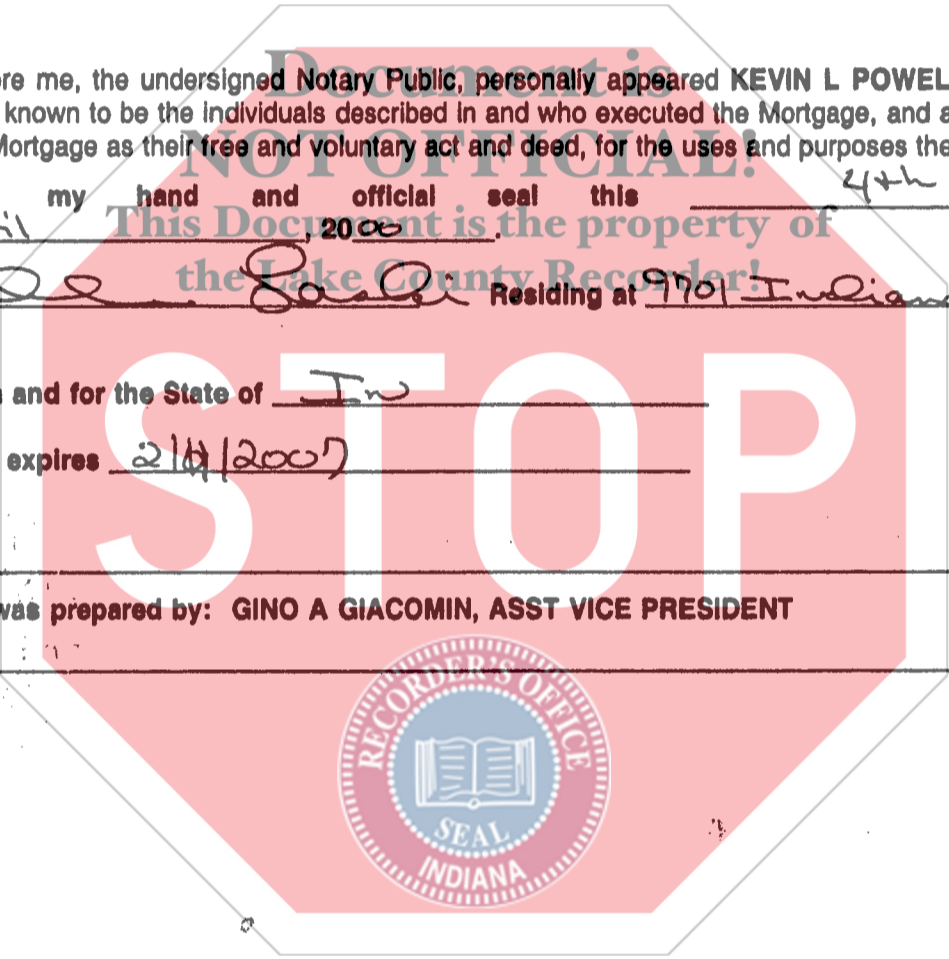 Document is
re me, the undersigned Notary Public, personally appeared KEVIN L POWEL
known to be the individuals described in and who executed the Mortgage, and a
NOT OFFICIAL!
Mortgage as their free and voluntary act and deed, for the uses and purposes the
my hand and official seal this 4th
This Document is the property of
il , 2000 .
the Lake County Recorder!
Residing at 9701 Indiana
STOP
and for the State of In
expires 2/ /2007
was prepared by: GINO A GIACOMIN, ASST VICE PRESIDENT
RECORDER'S OFFICE
SEAL
INDIANA